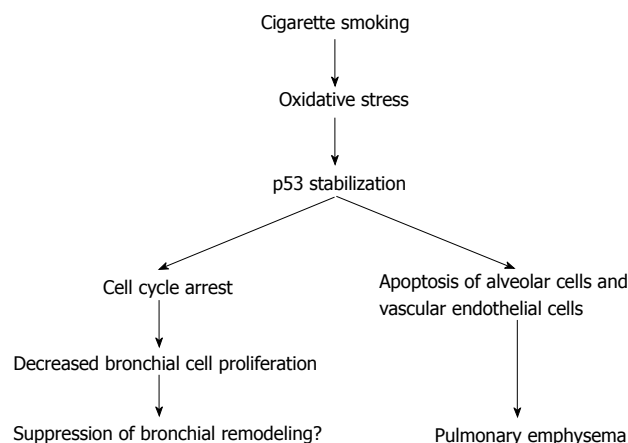 Cigarette smoking
Oxidative stress
p53 stabilization
Cell cycle arrest
Apoptosis of alveolar cells and
vascular endothelial cells
Decreased bronchial cell proliferation
Suppression of bronchial remodeling?
Pulmonary emphysema